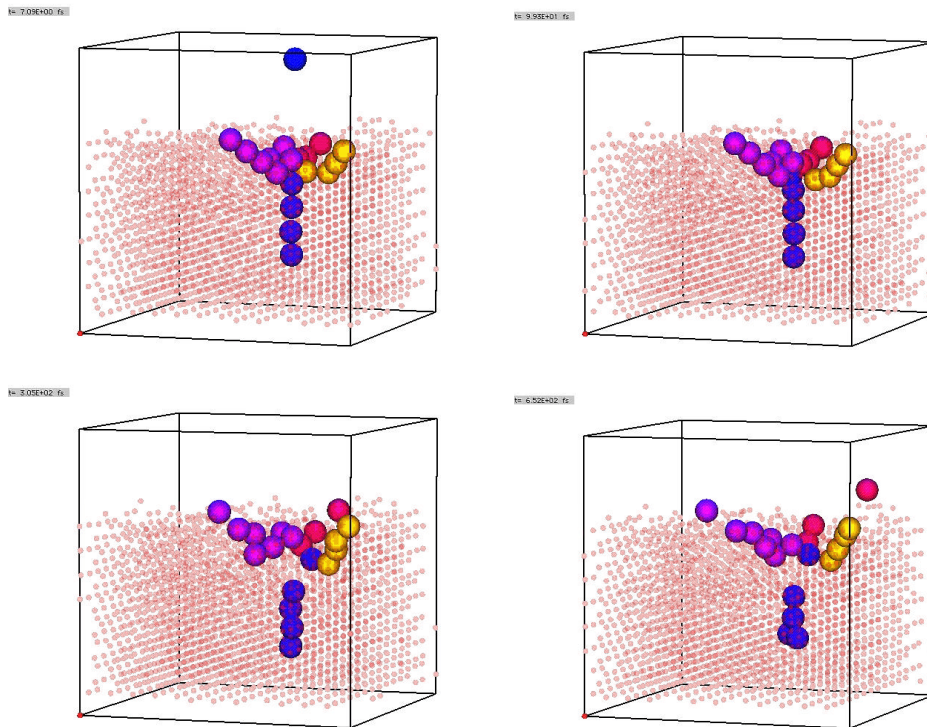 t= 7.09E+00 fs
t= 9.93E+01 fs
t= 3.05E+02 fs
t= 6.52E+02 fs